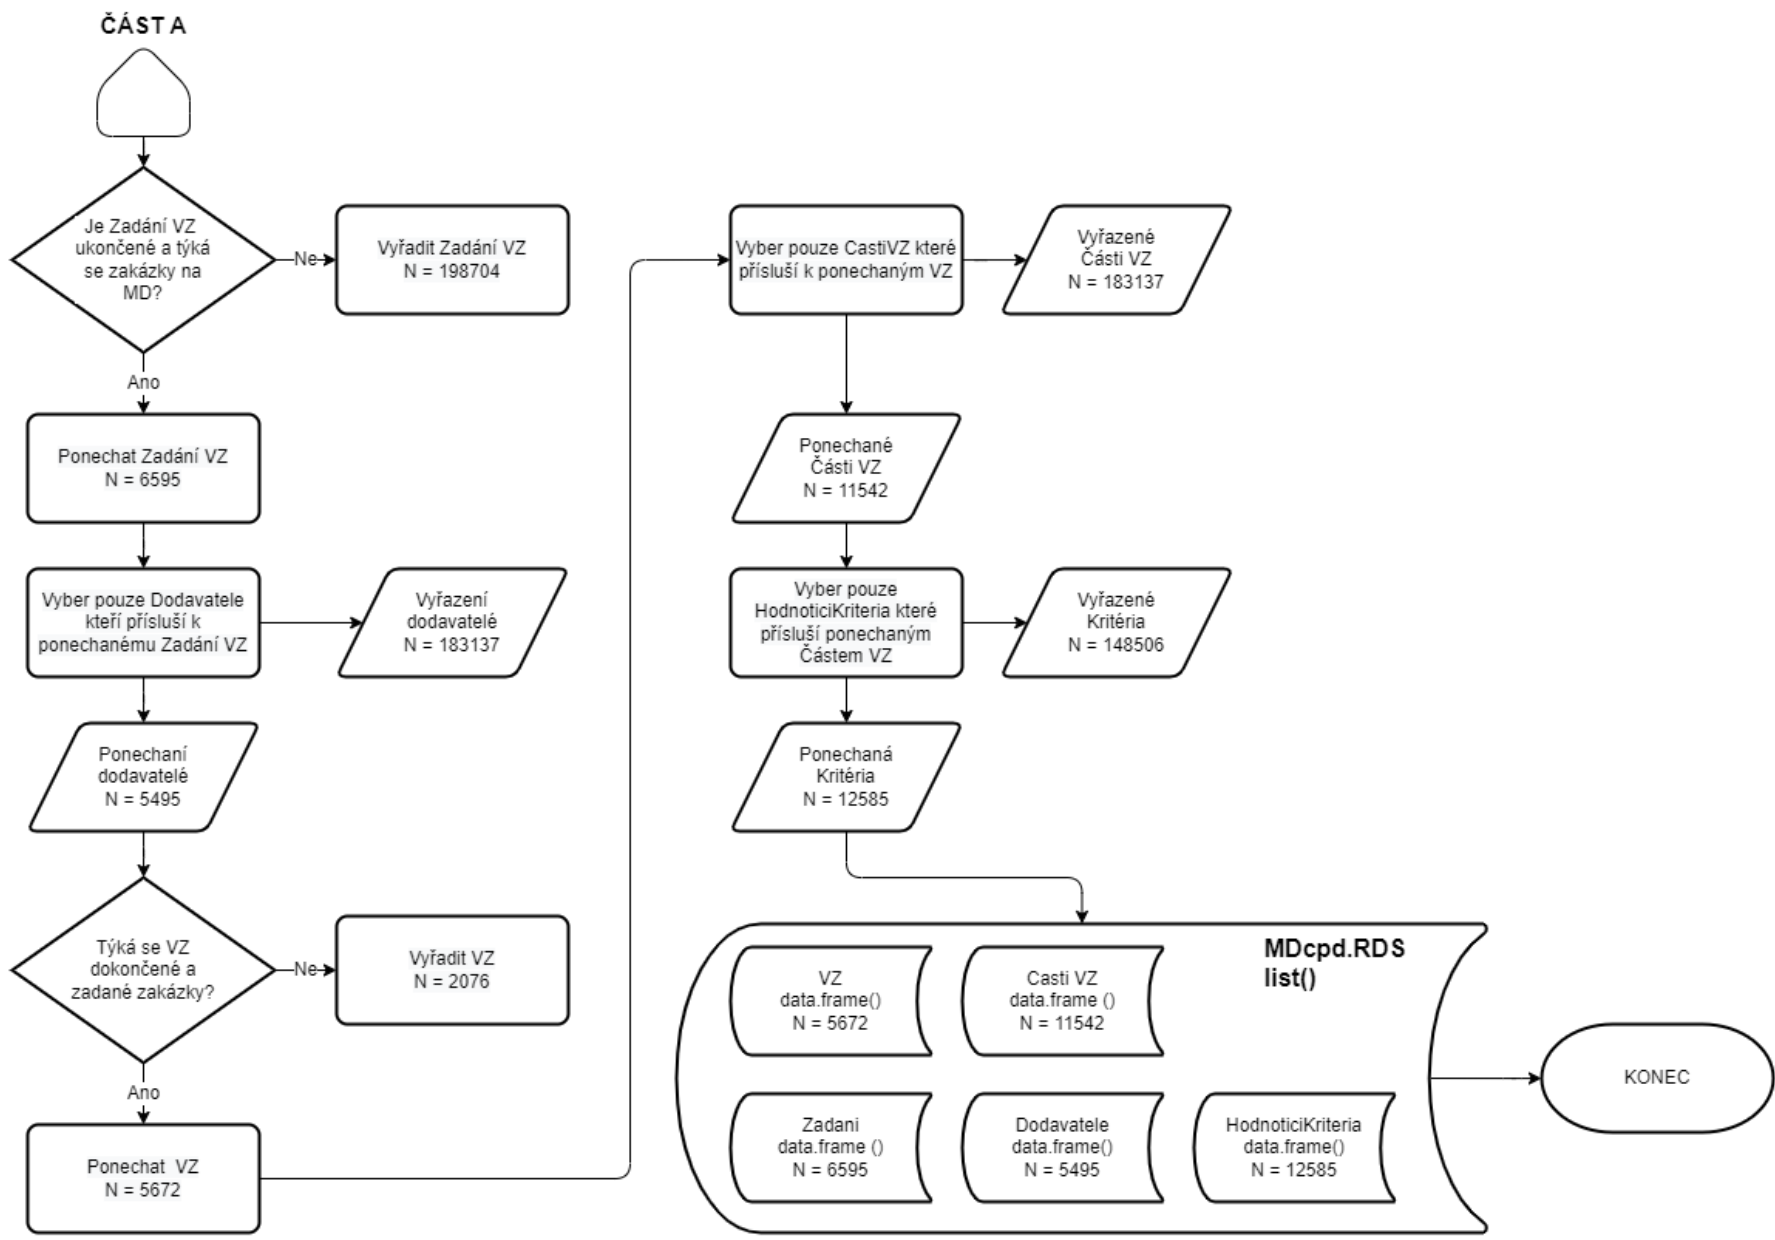 ČÁST A
Je Zadání VZ
ukončené a týká
se zakázky na
MD?
Ne
Vyřadit Zadání VZ
N = 198704
Ano
Ponechat Zadání VZ
N = 6595
Vyber pouze Dodavatele
kteří přísluší k
ponechanému Zadání VZ
Vyřazení
dodavatelé
N = 183137
Ponechaní
dodavatelé
N = 5495
Týká se VZ
dokončené a
zadané zakázky?
Ne
Vyřadit VZ
N = 2076
Ano
Ponechat VZ
N = 5672
Vyber pouze CastiVZ které
přísluší k ponechaným VZ
Vyřazené
Části VZ
N = 183137
Ponechané
Části VZ
N = 11542
Vyber pouze
HodnoticiKriteria které
přísluší ponechaným
Částem VZ
Vyřazené
Kritéria
N = 148506
Ponechaná
Kritéria
N = 12585
MDcpd.RDS
list()
VZ
data.frame()
N = 5672
Casti VZ
data.frame ()
N = 11542
Zadani
data.frame ()
N = 6595
Dodavatele
data.frame()
N = 5495
HodnoticiKriteria
data.frame()
N = 12585
KONEC